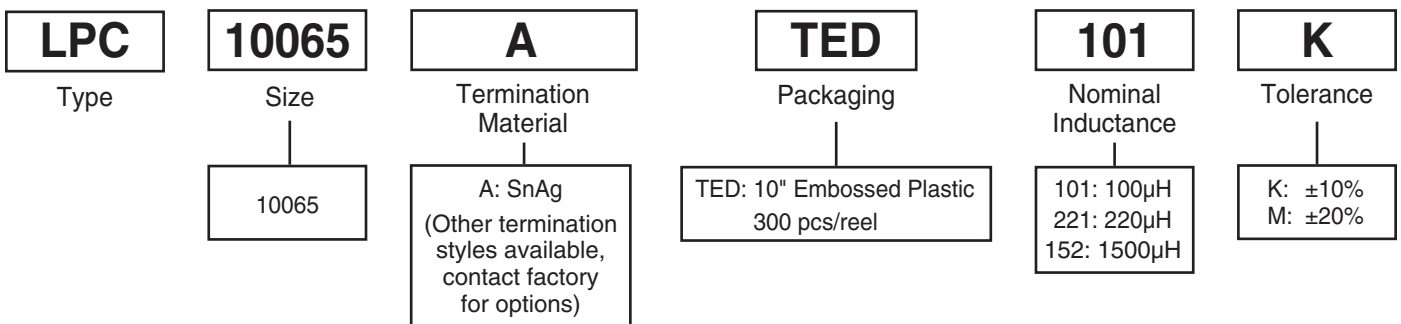 LPC 10065 A TED 101 K
Type Size Termination Material Packaging Nominal Inductance Tolerance
10065
A: SnAg
(Other termination
styles available,
contact factory
for options)
TED: 10" Embossed Plastic
300 pcs/reel
101: 100µH
221: 220µH
152: 1500µH
K: ±10%
M: ±20%